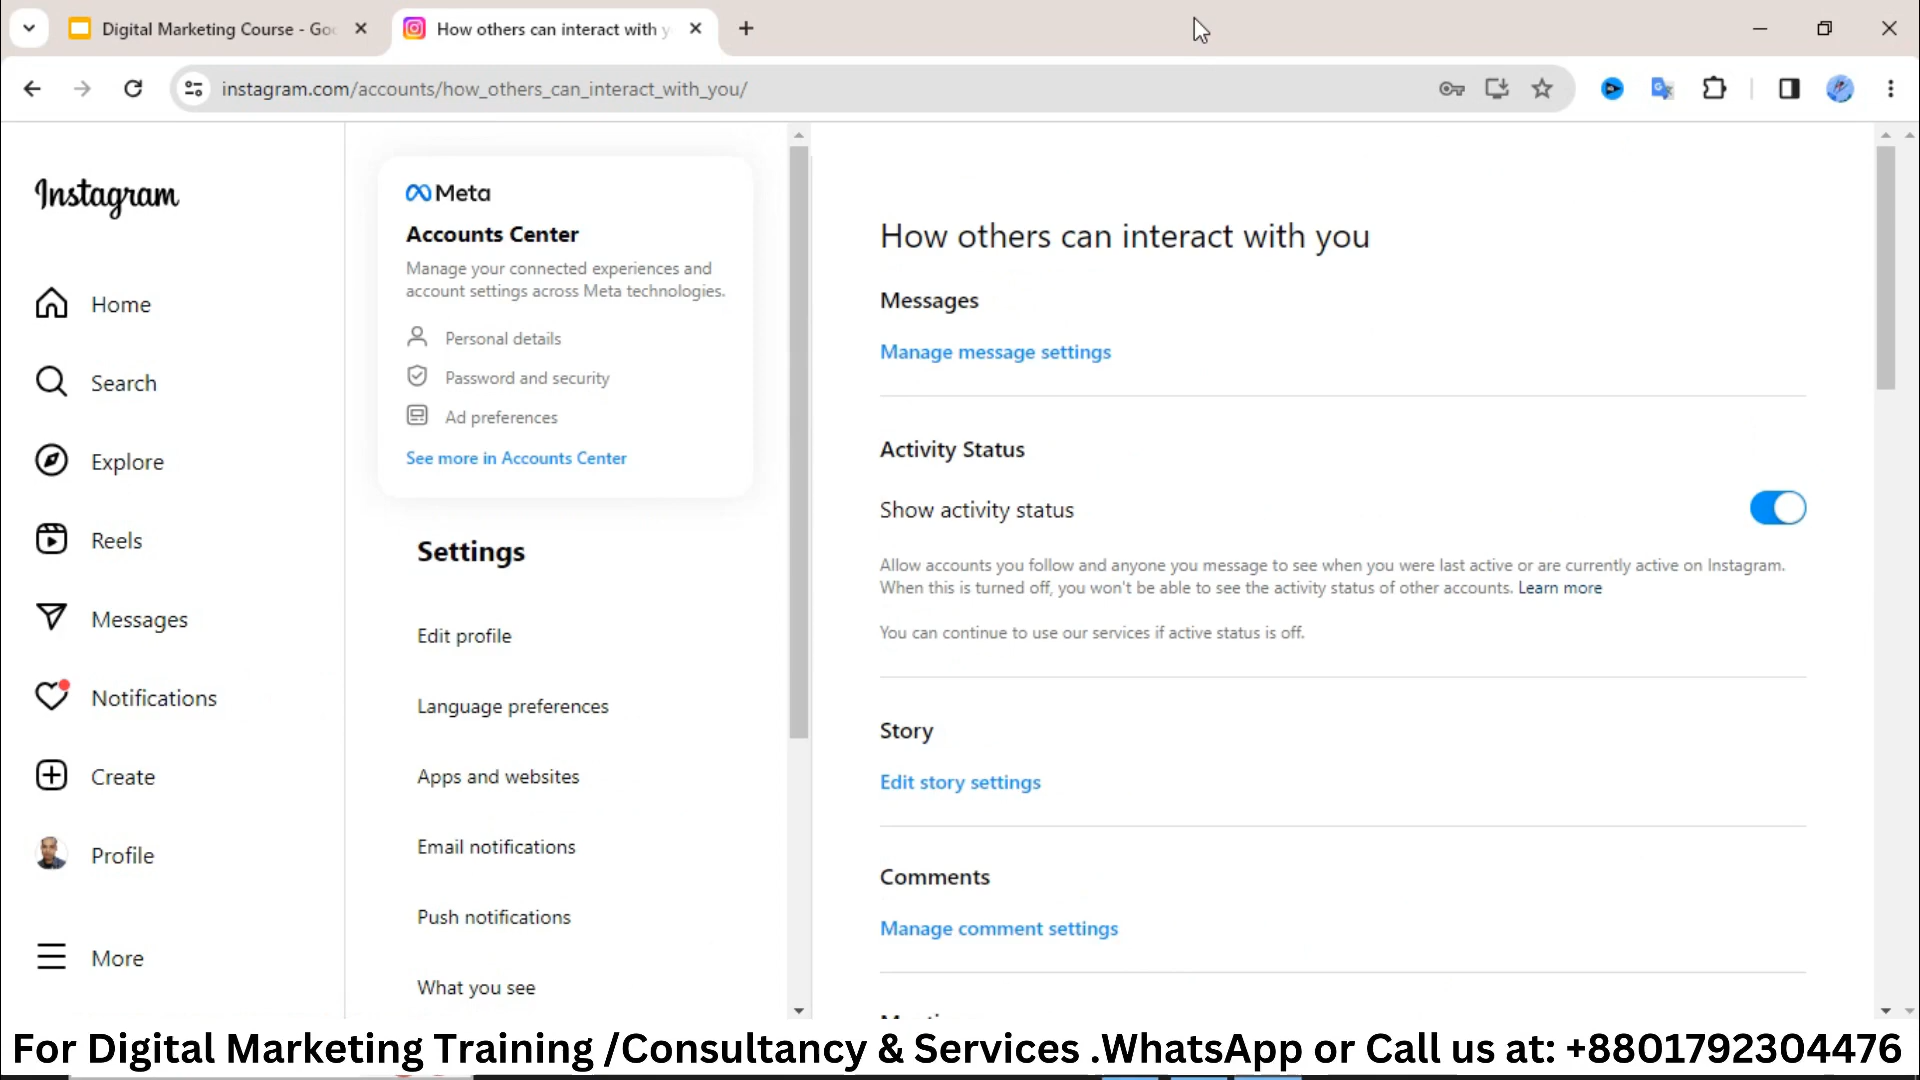 Digital Marketing Course - Goo
How others can interact with y
instagram.com/accounts/how_others_can_interact_with_you/
Instagram
Home
Search
Explore
Reels
Messages
Notifications
Create
Profile
More
Meta
Accounts Center
Manage your connected experiences and
account settings across Meta technologies.
Personal details
Password and security
Ad preferences
See more in Accounts Center
Settings
Edit profile
Language preferences
Apps and websites
Email notifications
Push notifications
What you see
How others can interact with you
Messages
Manage message settings
Activity Status
Show activity status
Allow accounts you follow and anyone you message to see when you were last active or are currently active on Instagram.
When this is turned off, you won't be able to see the activity status of other accounts. Learn more
You can continue to use our services if active status is off.
Story
Edit story settings
Comments
Manage comment settings
For Digital Marketing Training /Consultancy & Services .WhatsApp or Call us at: +8801792304476